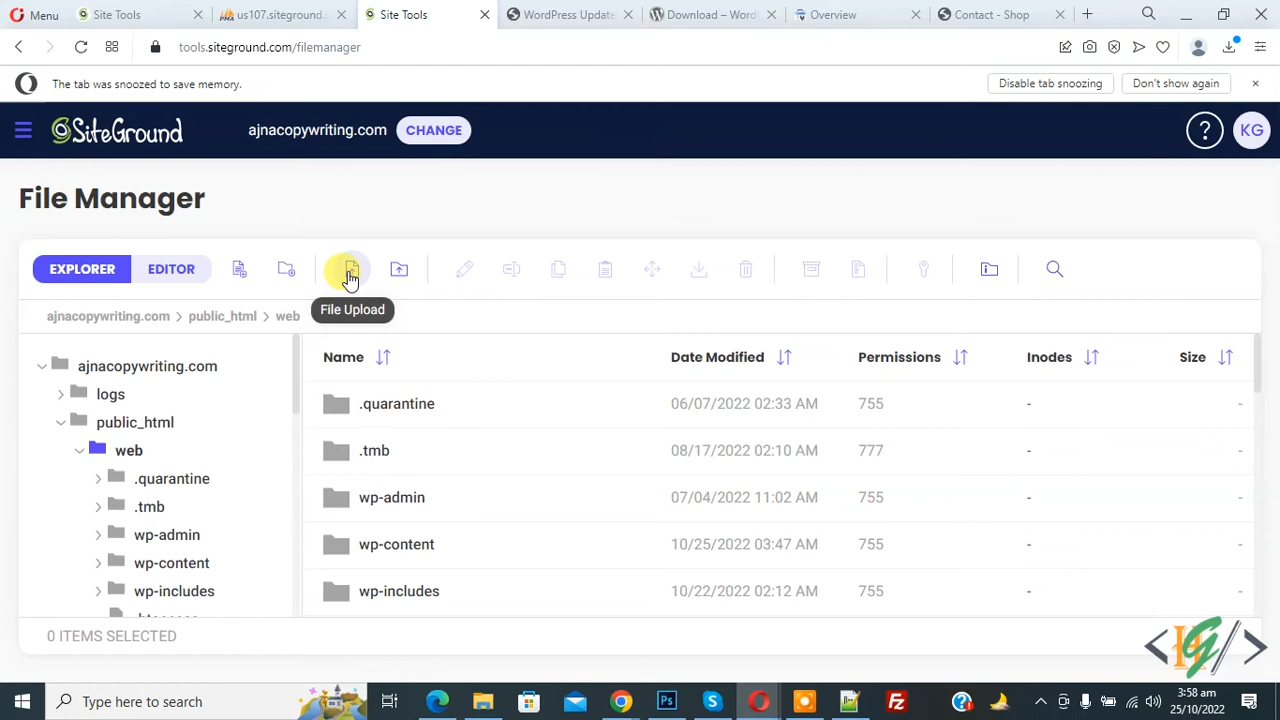 Menu
Site Tools
us107.siteground.u
Site Tools
WordPress Update
Download – Word
Overview
Contact - Shop
tools.siteground.com/filemanager
The tab was snoozed to save memory.
Disable tab snoozing
Don't show again
SiteGround
ajnacopywriting.com
CHANGE
?
KG
File Manager
EXPLORER
EDITOR
File Upload
ajnacopywriting.com > public_html > web
ajnacopywriting.com
logs
public_html
web
.quarantine
.tmb
wp-admin
wp-content
wp-includes
Name Date Modified Permissions Inodes Size
.quarantine 06/07/2022 02:33 AM 755 - -
.tmb 08/17/2022 02:10 AM 777 - -
wp-admin 07/04/2022 11:02 AM 755 - -
wp-content 10/25/2022 03:47 AM 755 - -
wp-includes 10/22/2022 02:12 AM 755 - -
0 ITEMS SELECTED
Type here to search
3:58 am
25/10/2022